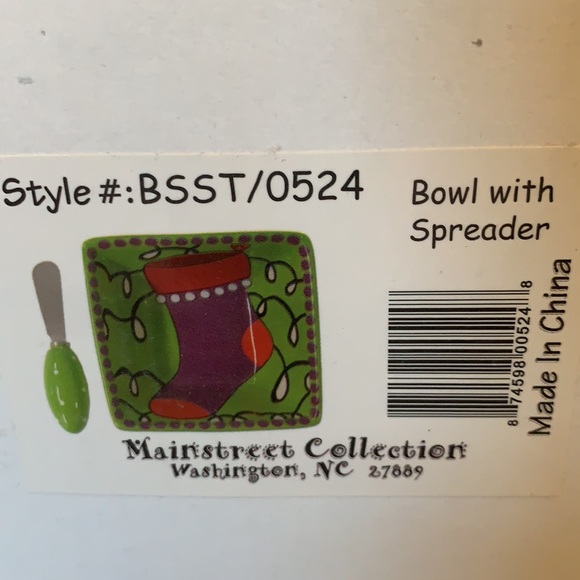 Style #:BSST/0524
Bowl with
Spreader
8 74598 00524 8
Made In China
Mainstreet Collection
Washington, NC 27889